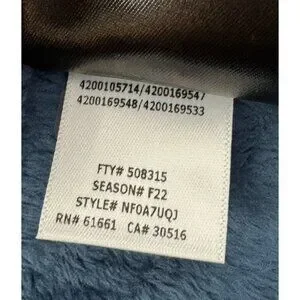 4200105714/4200169547
4200169548/4200169533
FTY# 508315
SEASON# F22
STYLE# NF0A7UQJ
RN# 61661 CA# 30516